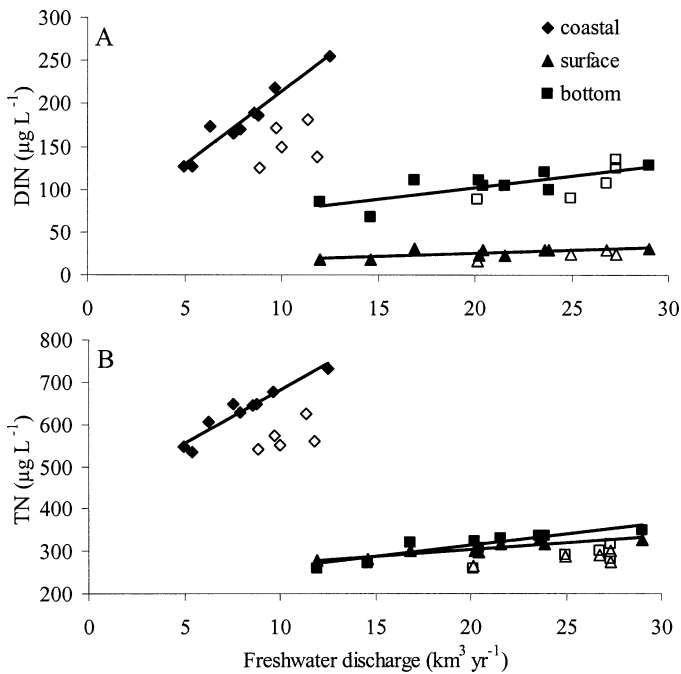 A
300
250
200
150
100
50
0
DIN (µg L⁻¹)
coastal
surface
bottom
0 5 10 15 20 25 30
B
800
700
600
500
400
300
200
TN (µg L⁻¹)
0 5 10 15 20 25 30
Freshwater discharge (km³ yr⁻¹)